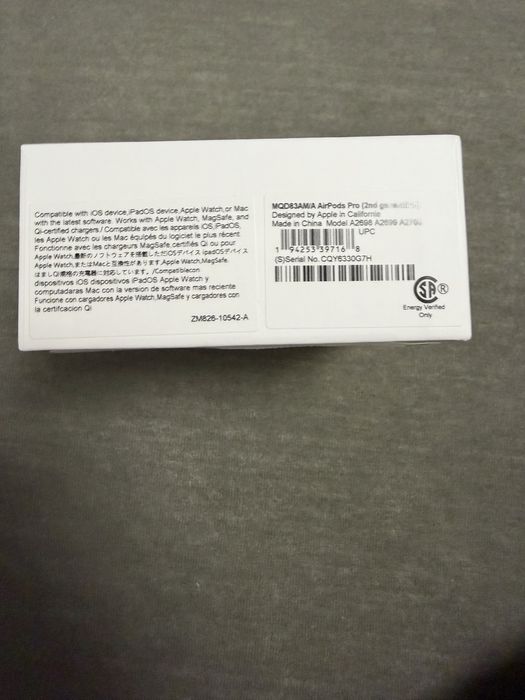 Compatible with iOS device,iPadOS device,Apple Watch,or Mac
with the latest software. Works with Apple Watch, MagSafe, and
Qi-certified chargers / Compatible avec les appareils iOS,iPadOS,
les Apple Watch ou les Mac équipés du logiciel le plus récent.
Fonctionne avec les chargeurs MagSafe,certifiés Qi ou pour
Apple Watch,最新のソフトウェアを搭載しただiOSデバイス ipadOSデバイス
Apple Watch,またはMacと互換性があります.Apple Watch,MagSafe.
はまし Qi規格の充電器に対応しています。/Compatiblecon
dispositivos iOS dispositivos iPadOS Apple Watch y
computadaras Mac con la version de software mas reciente
Funcione con cargadores Apple Watch,MagSafe y cargardos con
la certifcacion Qi
ZM826-10542-A
MQD83AM/A AirPods Pro (2nd
Designed by Apple in California
Made in China Model A2698 A2699
UPC
1 94253 39716 8
(S)Serial No. CQY6330G7H
SA ®
Energy Verified
Only